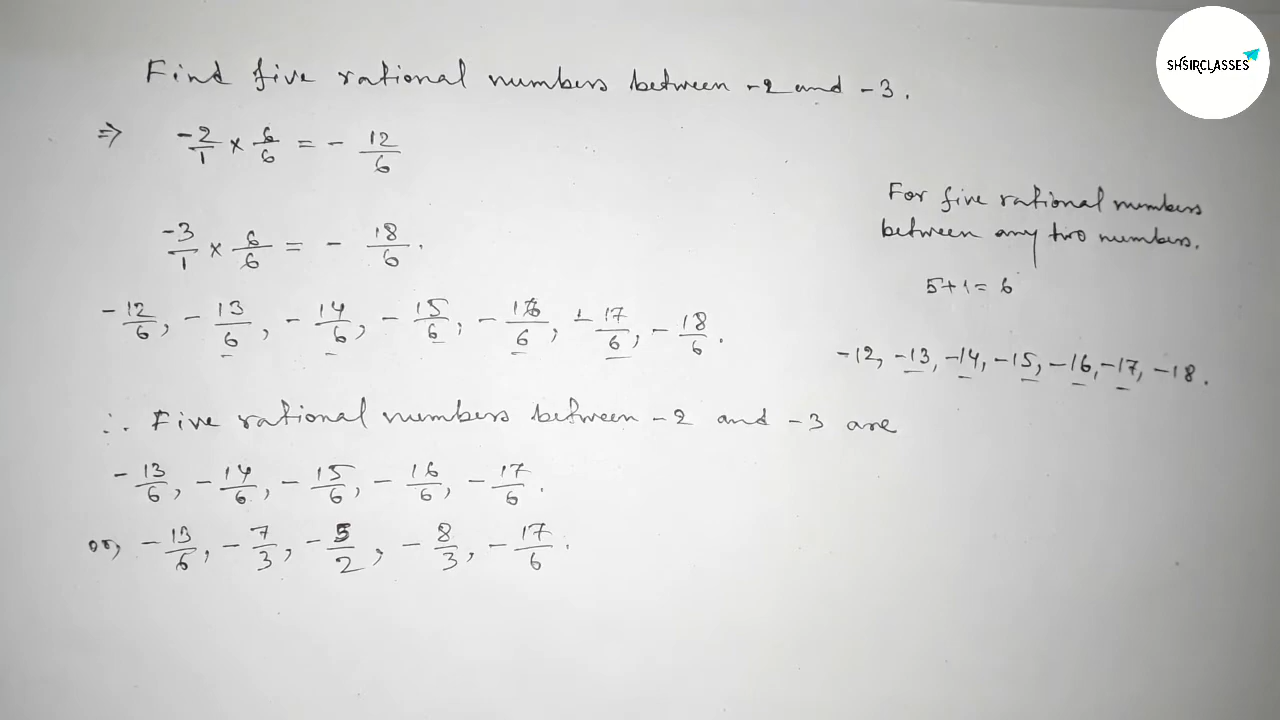 SHSIRCLASSES
Find five rational numbers between -2 and -3.
⇒ -2/1 × 6/6 = - 12/6
-3/1 × 6/6 = - 18/6.
For five rational numbers
between any two numbers.
5+1=6
-12/6, -13/6, -14/6, -15/6, -16/6, -17/6, -18/6.
-12, -13, -14, -15, -16, -17, -18.
∴ Five rational numbers between -2 and -3 are
-13/6, -14/6, -15/6, -16/6, -17/6.
or, -13/6, -7/3, -5/2, -8/3, -17/6.